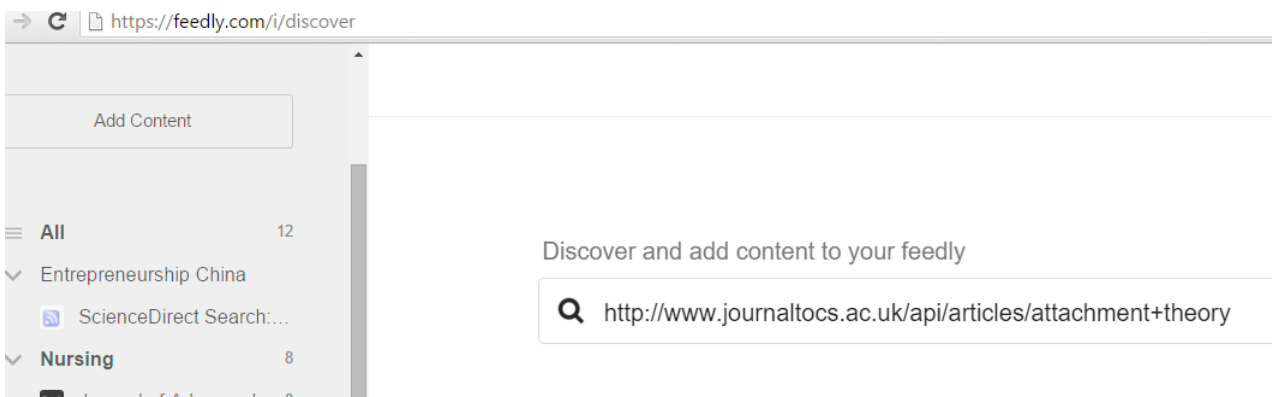 https://feedly.com/i/discover
Add Content
All 12
Entrepreneurship China
ScienceDirect Search:...
Nursing 8
Discover and add content to your feedly
http://www.journaltocs.ac.uk/api/articles/attachment+theory